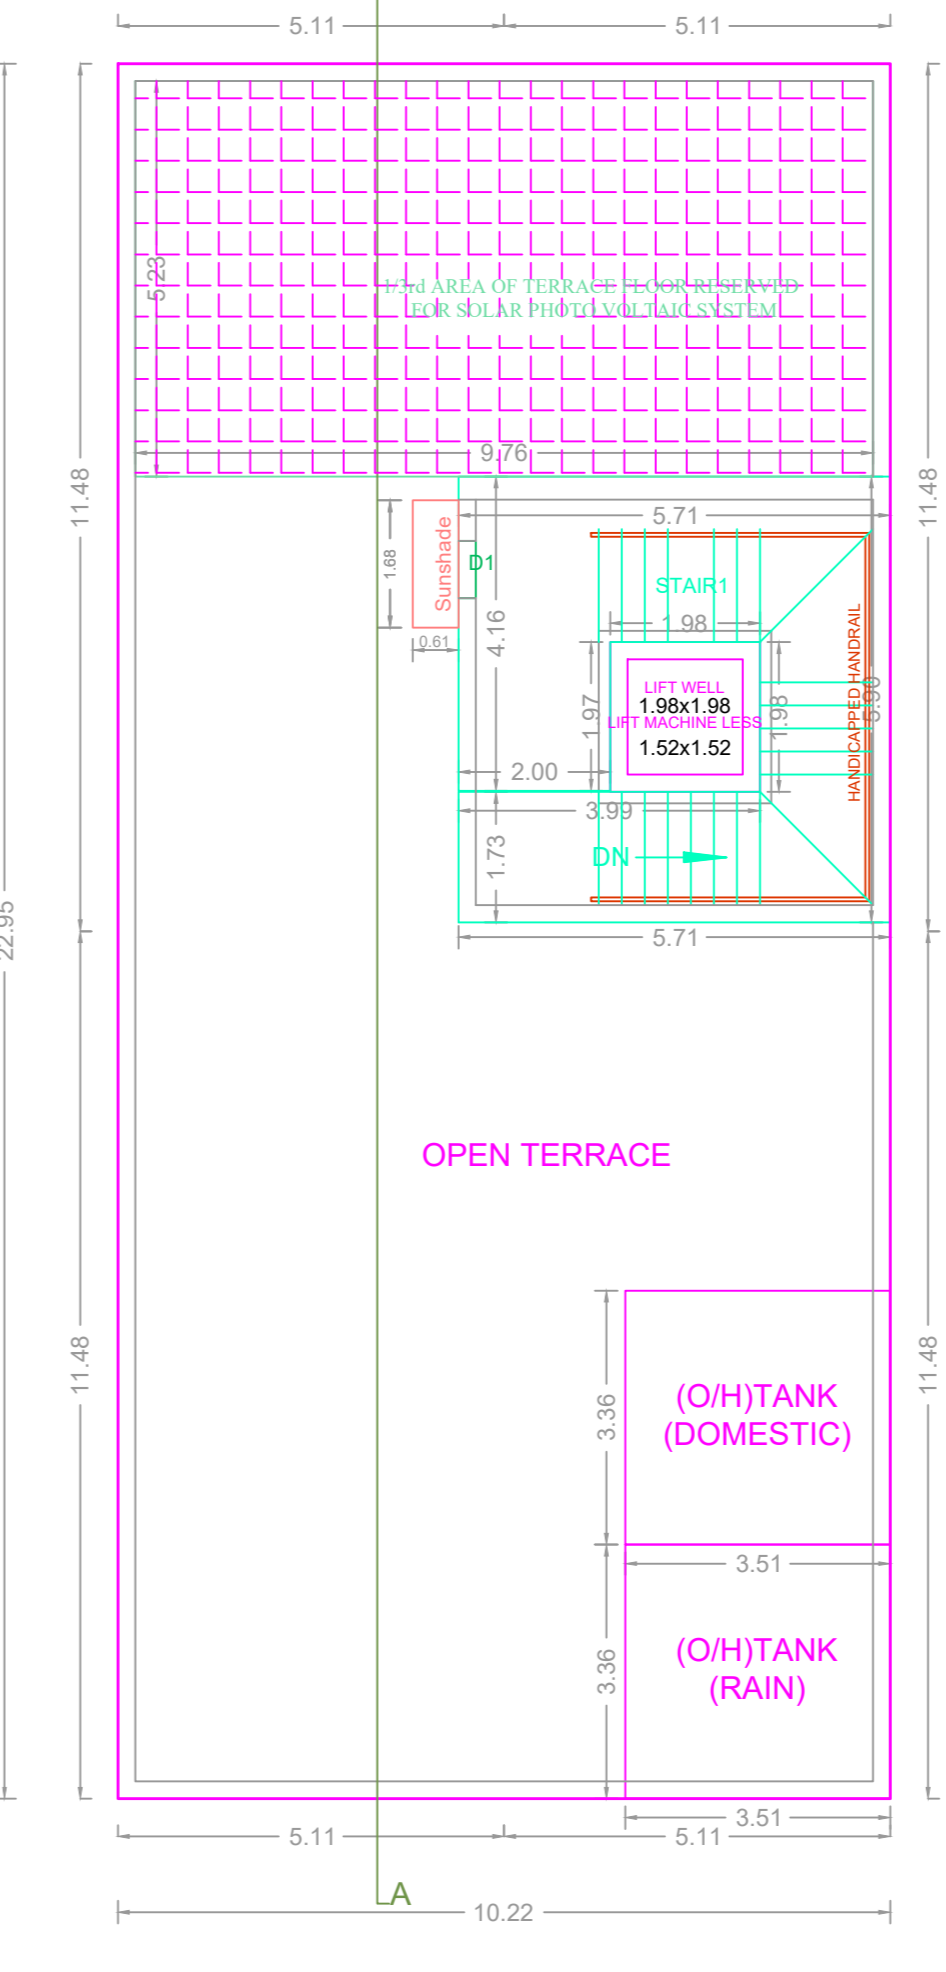 5.11
5.11
5.23
1/3rd AREA OF TERRACE FLOOR RESERVED
FOR SOLAR PHOTO VOLTAIC SYSTEM
9.76
11.48
11.48
5.71
Sunshade
D1
1.68
0.61
4.16
STAIR1
1.98
LIFT WELL
1.98x1.98
LIFT MACHINE LESS
1.52x1.52
1.97
1.98
HANDICAPPED HANDRAIL
5.90
2.00
3.99
1.73
DN
5.71
22.95
OPEN TERRACE
11.48
11.48
3.36
(O/H)TANK
(DOMESTIC)
3.51
3.36
(O/H)TANK
(RAIN)
3.51
5.11
5.11
A
10.22